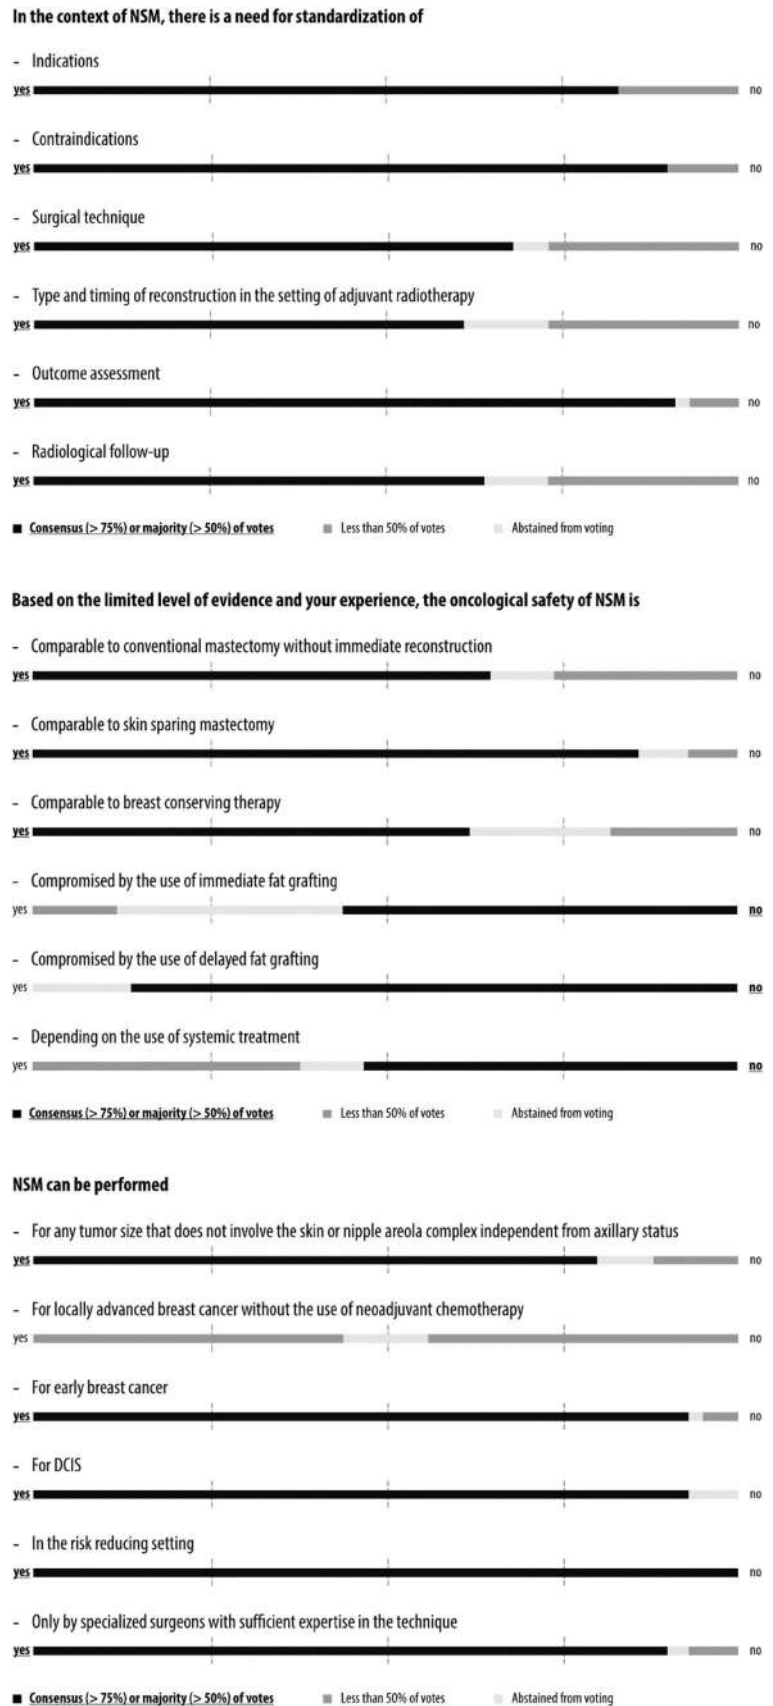 In the context of NSM, there is a need for standardization of
- Indications
yes no
- Contraindications
yes no
- Surgical technique
yes no
- Type and timing of reconstruction in the setting of adjuvant radiotherapy
yes no
- Outcome assessment
yes no
- Radiological follow-up
yes no
Consensus (> 75%) or majority (> 50%) of votes Less than 50% of votes Abstained from voting
Based on the limited level of evidence and your experience, the oncological safety of NSM is
- Comparable to conventional mastectomy without immediate reconstruction
yes no
- Comparable to skin sparing mastectomy
yes no
- Comparable to breast conserving therapy
yes no
- Compromised by the use of immediate fat grafting
yes no
- Compromised by the use of delayed fat grafting
yes no
- Depending on the use of systemic treatment
yes no
Consensus (> 75%) or majority (> 50%) of votes Less than 50% of votes Abstained from voting
NSM can be performed
- For any tumor size that does not involve the skin or nipple areola complex independent from axillary status
yes no
- For locally advanced breast cancer without the use of neoadjuvant chemotherapy
yes no
- For early breast cancer
yes no
- For DCIS
yes no
- In the risk reducing setting
yes no
- Only by specialized surgeons with sufficient expertise in the technique
yes no
Consensus (> 75%) or majority (> 50%) of votes Less than 50% of votes Abstained from voting